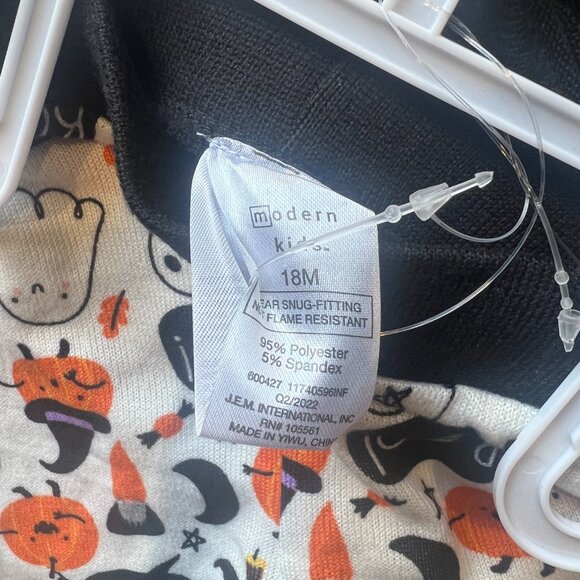 modern
kids
18M
WEAR SNUG-FITTING
NOT FLAME RESISTANT
95% Polyester
5% Spandex
600427 11740596INF
Q2/2022
J.E.M. INTERNATIONAL, INC
RN# 105561
MADE IN YIWU, CHINA